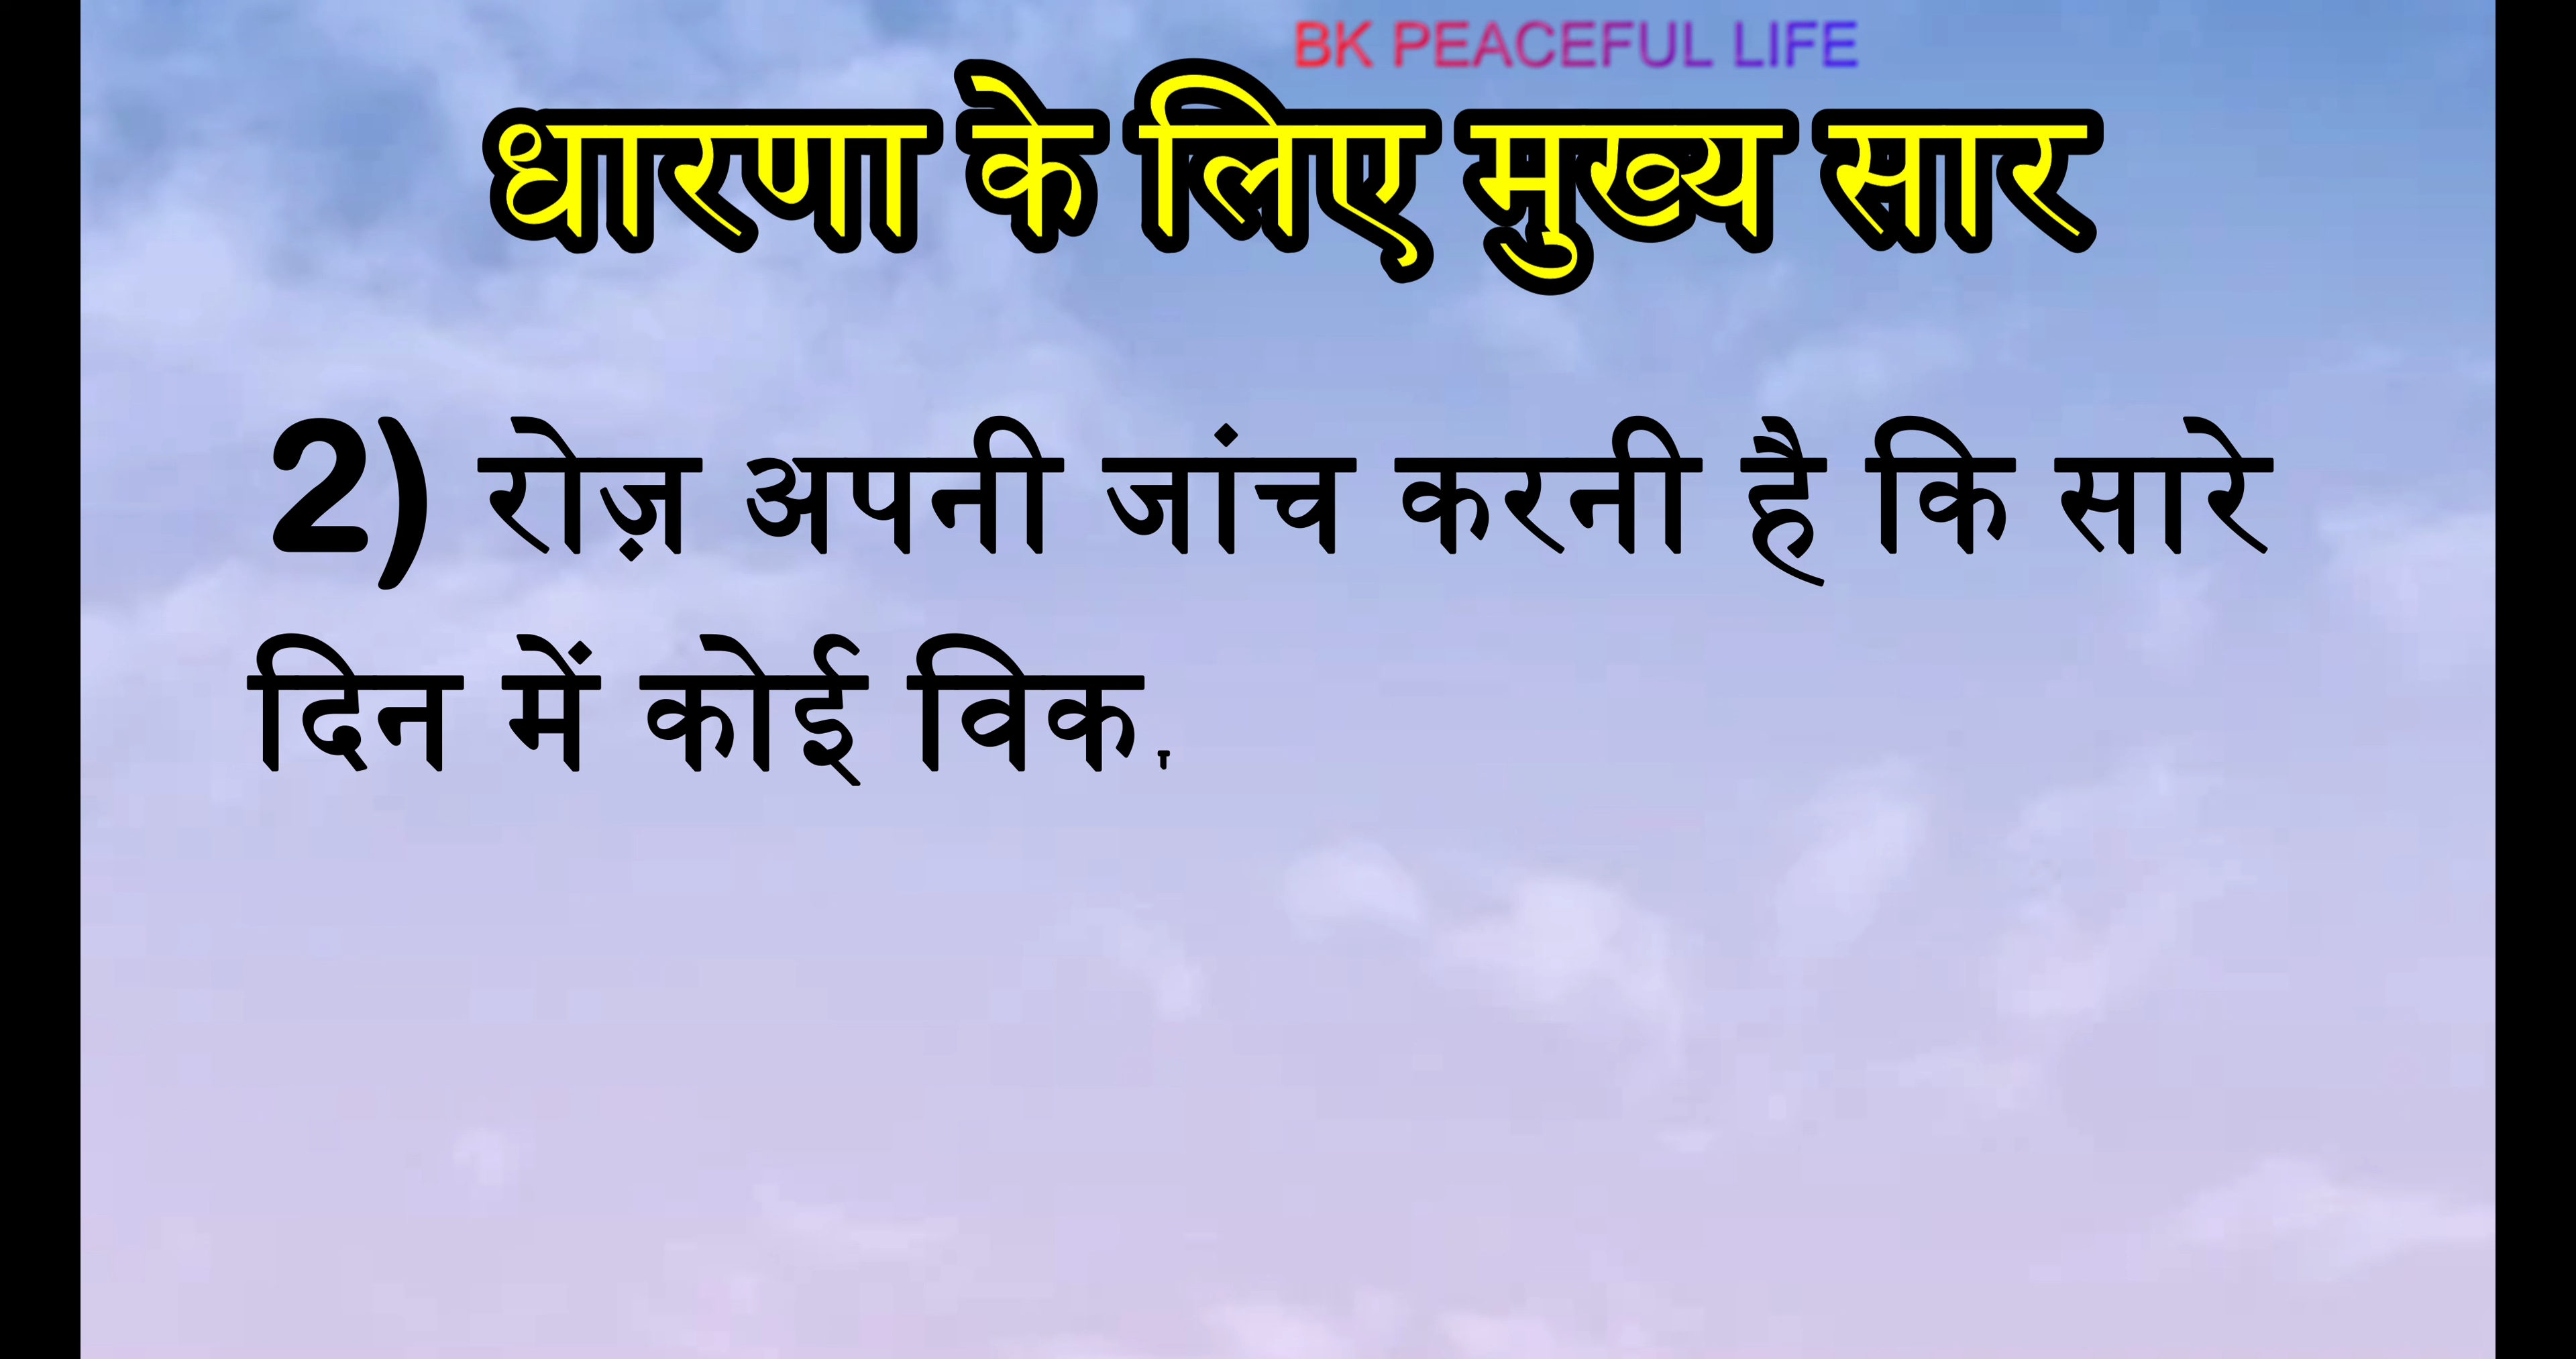 BK PEACEFUL LIFE
धारणा के लिए मुख्य सार
2) रोज़ अपनी जांच करनी है कि सारे
दिन में कोई विक